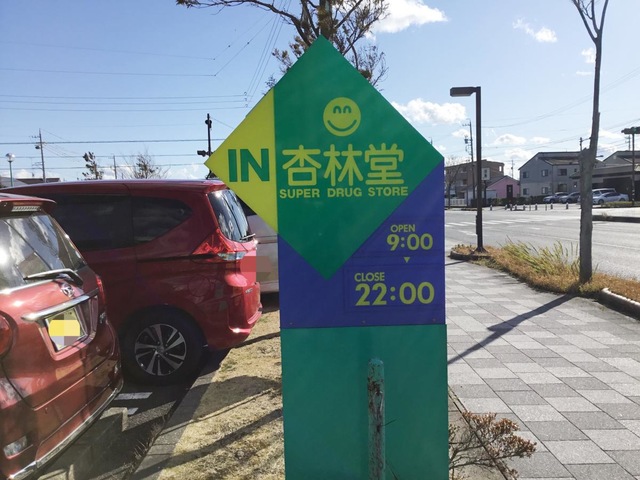 IN 杏林堂
SUPER DRUG STORE
OPEN
9:00
▼
CLOSE
22:00